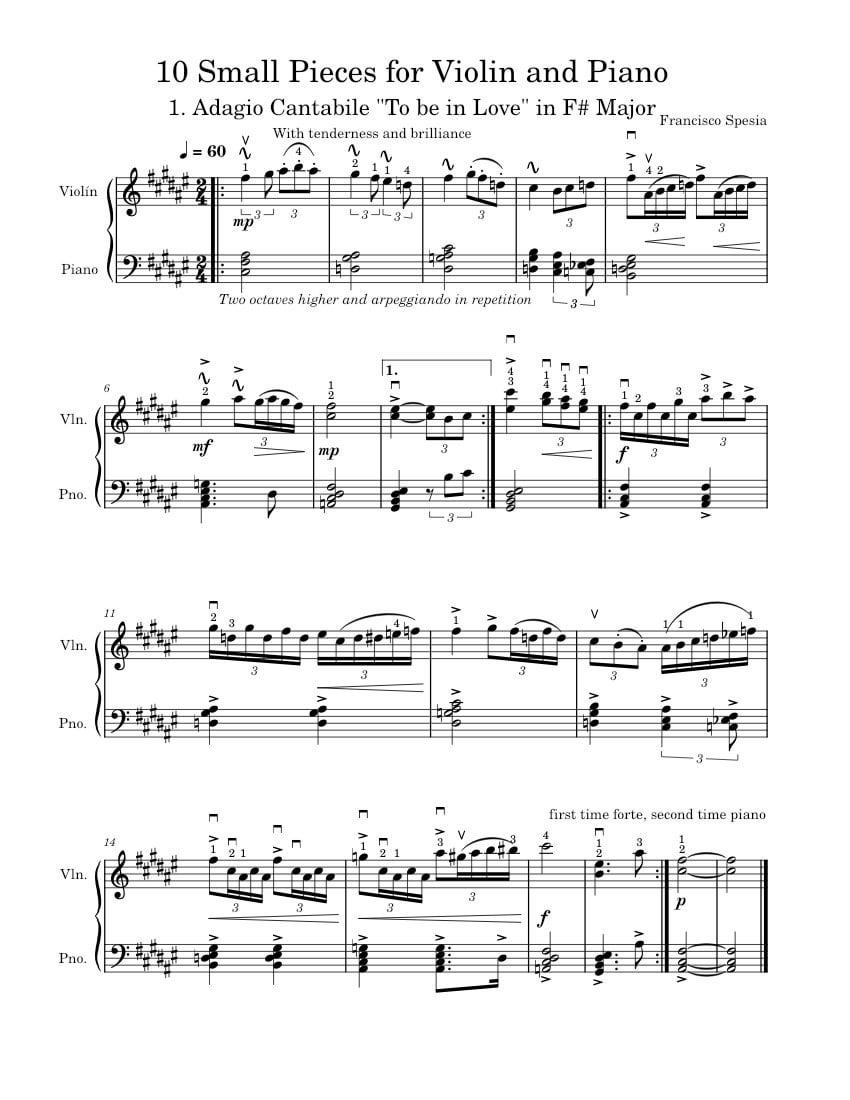 10 Small Pieces for Violin and Piano
1. Adagio Cantabile "To be in Love" in F# Major
Francisco Spesia
With tenderness and brilliance
♩ = 60
Violín
mp
Piano
Two octaves higher and arpeggiando in repetition
6
1.
Vln.
mf
mp
f
Pno.
11
Vln.
Pno.
first time forte, second time piano
14
Vln.
f
p
Pno.